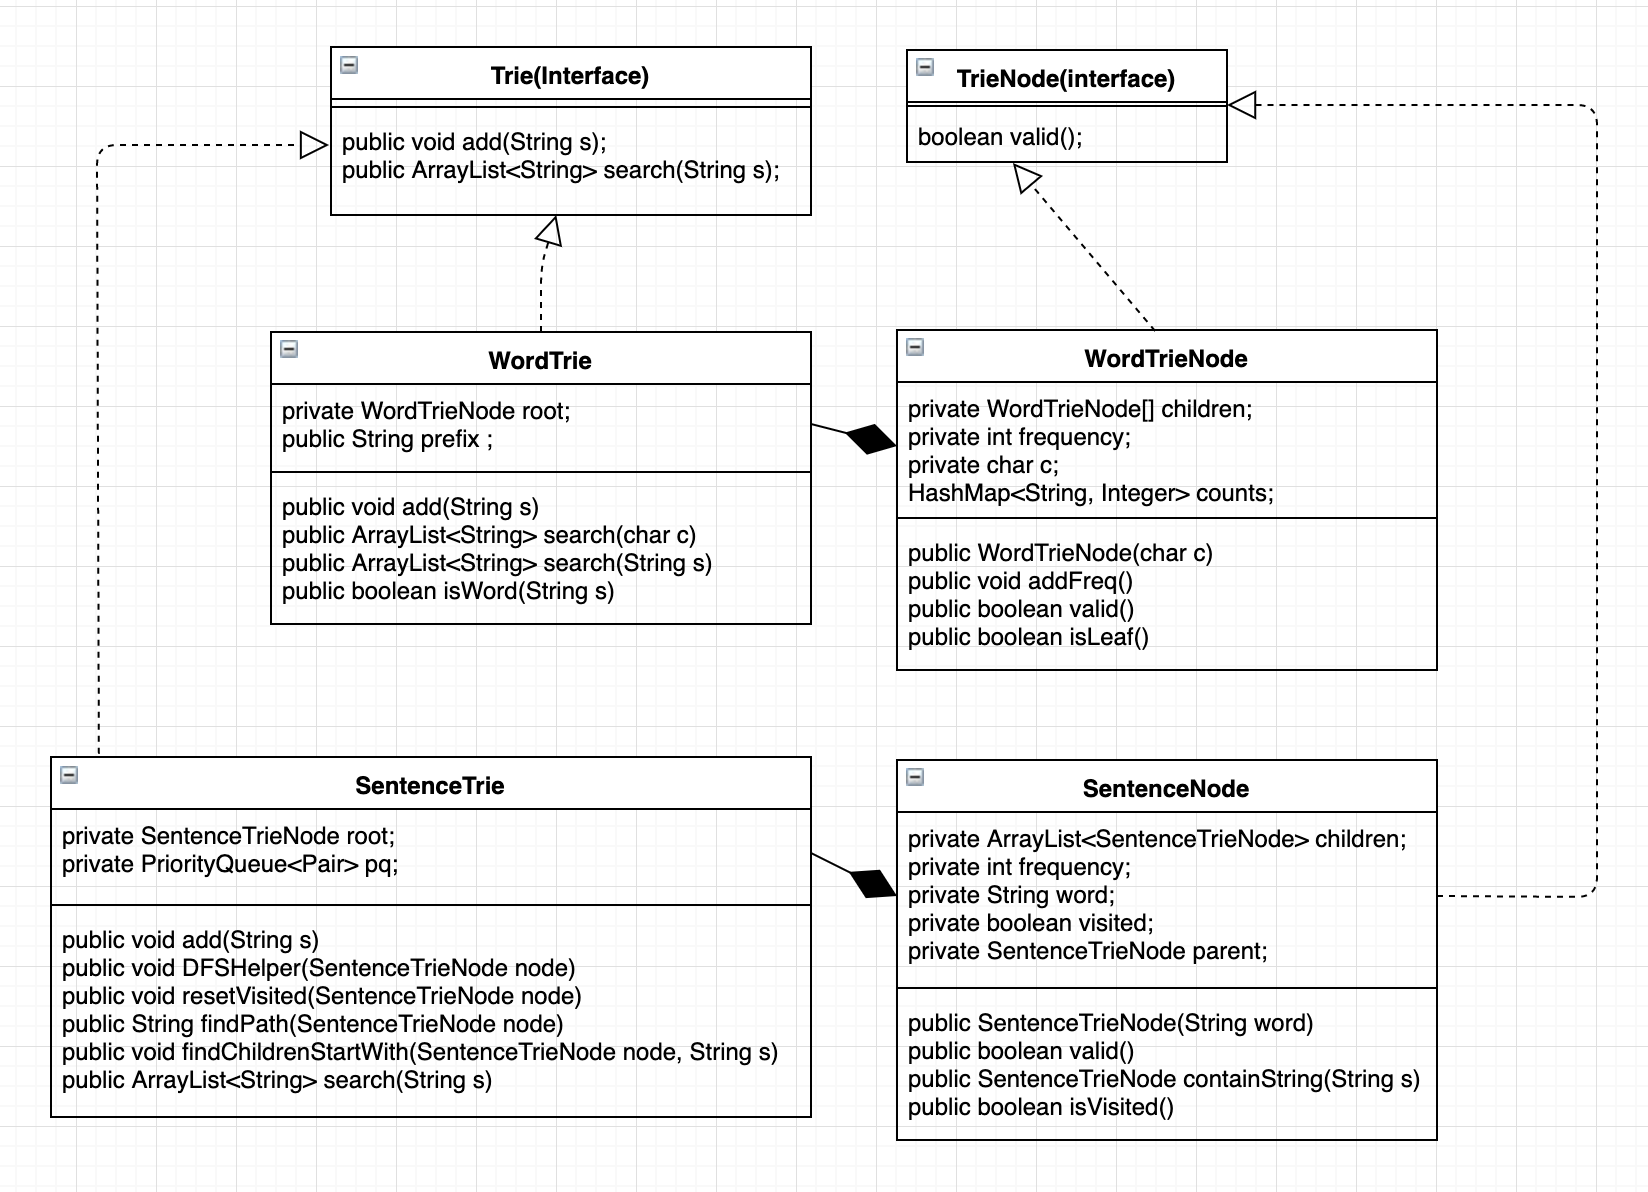 Trie(Interface)
public void add(String s);
public ArrayList<String> search(String s);
TrieNode(interface)
boolean valid();
WordTrie
private WordTrieNode root;
public String prefix ;
public void add(String s)
public ArrayList<String> search(char c)
public ArrayList<String> search(String s)
public boolean isWord(String s)
WordTrieNode
private WordTrieNode[] children;
private int frequency;
private char c;
HashMap<String, Integer> counts;
public WordTrieNode(char c)
public void addFreq()
public boolean valid()
public boolean isLeaf()
SentenceTrie
private SentenceTrieNode root;
private PriorityQueue<Pair> pq;
public void add(String s)
public void DFSHelper(SentenceTrieNode node)
public void resetVisited(SentenceTrieNode node)
public String findPath(SentenceTrieNode node)
public void findChildrenStartWith(SentenceTrieNode node, String s)
public ArrayList<String> search(String s)
SentenceNode
private ArrayList<SentenceTrieNode> children;
private int frequency;
private String word;
private boolean visited;
private SentenceTrieNode parent;
public SentenceTrieNode(String word)
public boolean valid()
public SentenceTrieNode containString(String s)
public boolean isVisited()